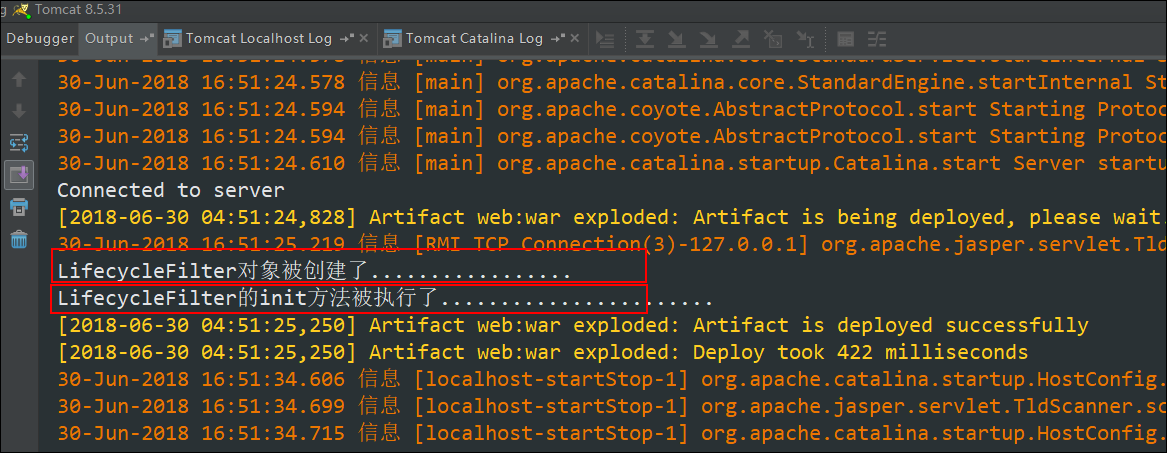 g Tomcat 8.5.31
Debugger Output Tomcat Localhost Log Tomcat Catalina Log
30-Jun-2018 16:51:24.578 信息 [main] org.apache.catalina.core.StandardEngine.startInternal St
30-Jun-2018 16:51:24.594 信息 [main] org.apache.coyote.AbstractProtocol.start Starting Protoc
30-Jun-2018 16:51:24.594 信息 [main] org.apache.coyote.AbstractProtocol.start Starting Protoc
30-Jun-2018 16:51:24.610 信息 [main] org.apache.catalina.startup.Catalina.start Server startu
Connected to server
[2018-06-30 04:51:24,828] Artifact web:war exploded: Artifact is being deployed, please wait.
30-Jun-2018 16:51:25.219 信息 [RMI TCP Connection(3)-127.0.0.1] org.apache.jasper.servlet.Tld
LifecycleFilter对象被创建了.................
LifecycleFilter的init方法被执行了.......................
[2018-06-30 04:51:25,250] Artifact web:war exploded: Artifact is deployed successfully
[2018-06-30 04:51:25,250] Artifact web:war exploded: Deploy took 422 milliseconds
30-Jun-2018 16:51:34.606 信息 [localhost-startStop-1] org.apache.catalina.startup.HostConfig.
30-Jun-2018 16:51:34.699 信息 [localhost-startStop-1] org.apache.jasper.servlet.TldScanner.sc
30-Jun-2018 16:51:34.715 信息 [localhost-startStop-1] org.apache.catalina.startup.HostConfig.